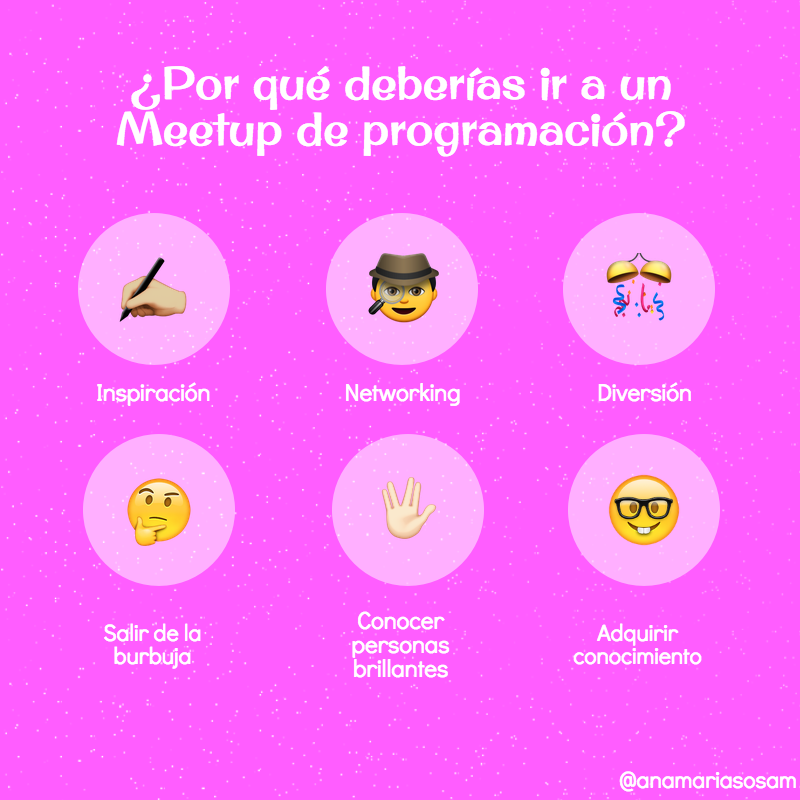 ¿Por qué deberías ir a un
Meetup de programación?
Inspiración
Networking
Diversión
Salir de la
burbuja
Conocer
personas
brillantes
Adquirir
conocimiento
@anamariasosam